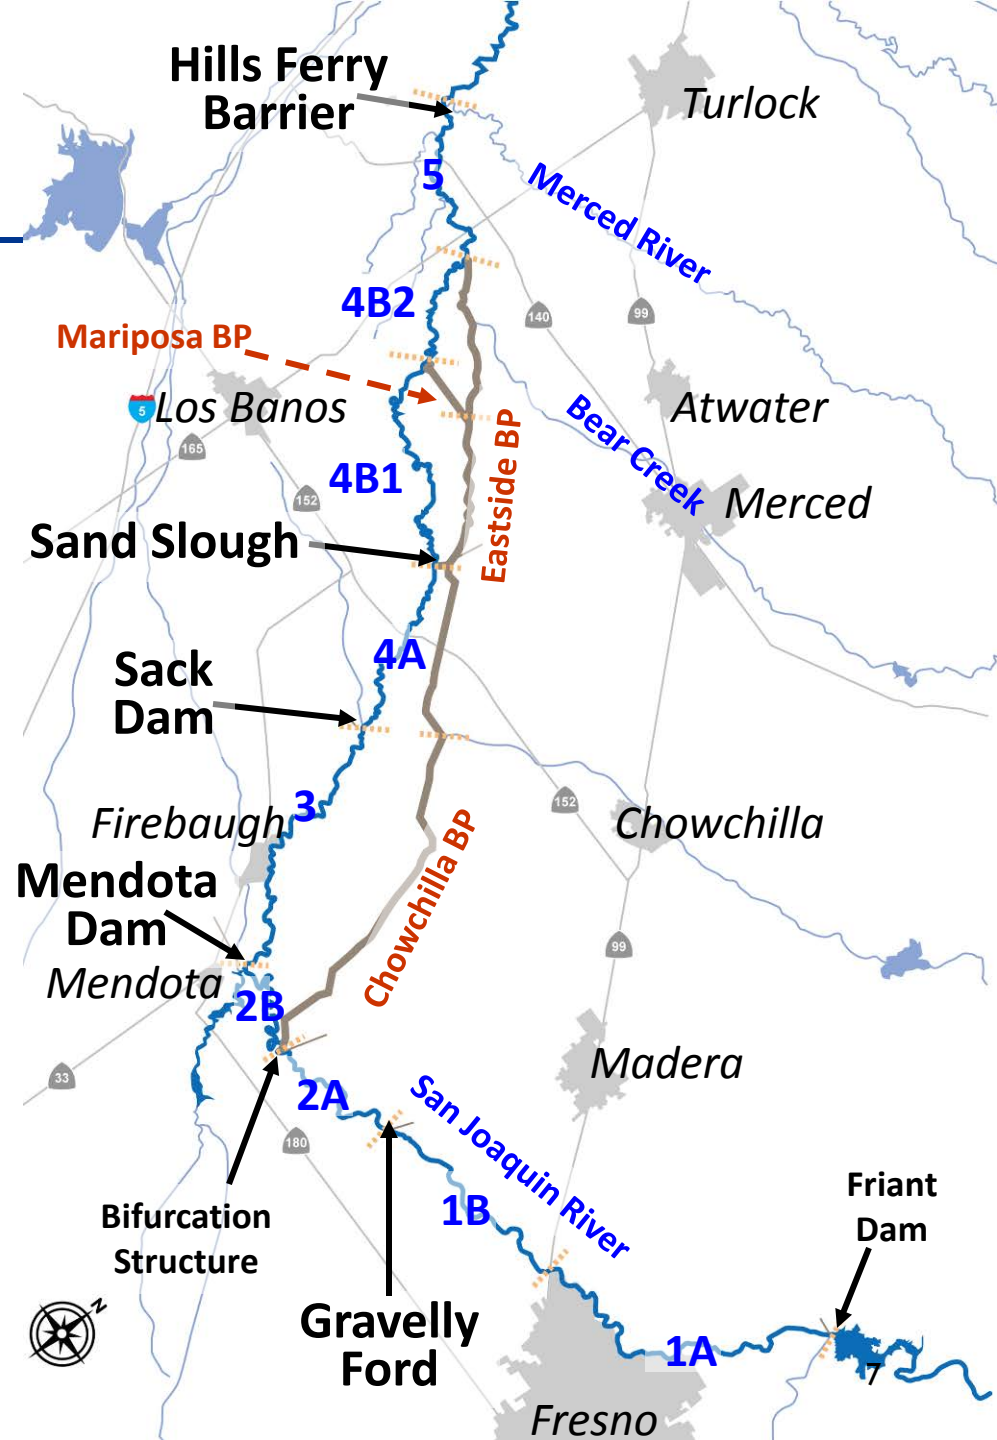 Hills Ferry
Barrier
Turlock
5
Merced River
4B2
140
99
Mariposa BP
5
Los Banos
Atwater
165
Bear Creek
Eastside BP
4B1
152
Merced
Sand Slough
4A
Sack
Dam
3
152
Firebaugh
Chowchilla
Chowchilla BP
Mendota
Dam
99
Mendota
2B
Madera
33
2A
San Joaquin River
180
Friant
Dam
1B
Bifurcation
Structure
N
Gravelly
Ford
1A
7
Fresno